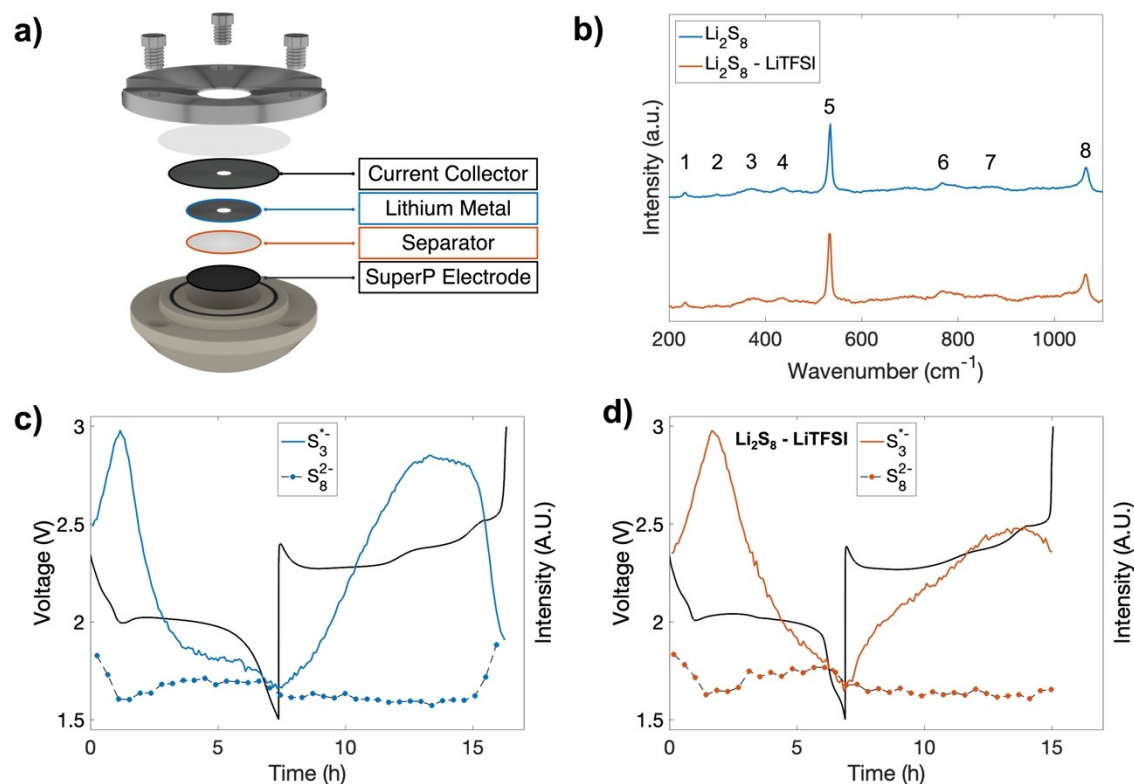 a)
Current Collector
Lithium Metal
Separator
SuperP Electrode
b)
Li₂S₈
Li₂S₈ - LiTFSI
1 2 3 4 5 6 7 8
Intensity (a.u.)
200 400 600 800 1000
Wavenumber (cm⁻¹)
c)
S₃*⁻
S₈²⁻
3
2.5
2
1.5
Voltage (V)
Intensity (A.U.)
0 5 10 15
Time (h)
d)
Li₂S₈ - LiTFSI
S₃*⁻
S₈²⁻
3
2.5
2
1.5
Voltage (V)
Intensity (A.U.)
0 5 10 15
Time (h)